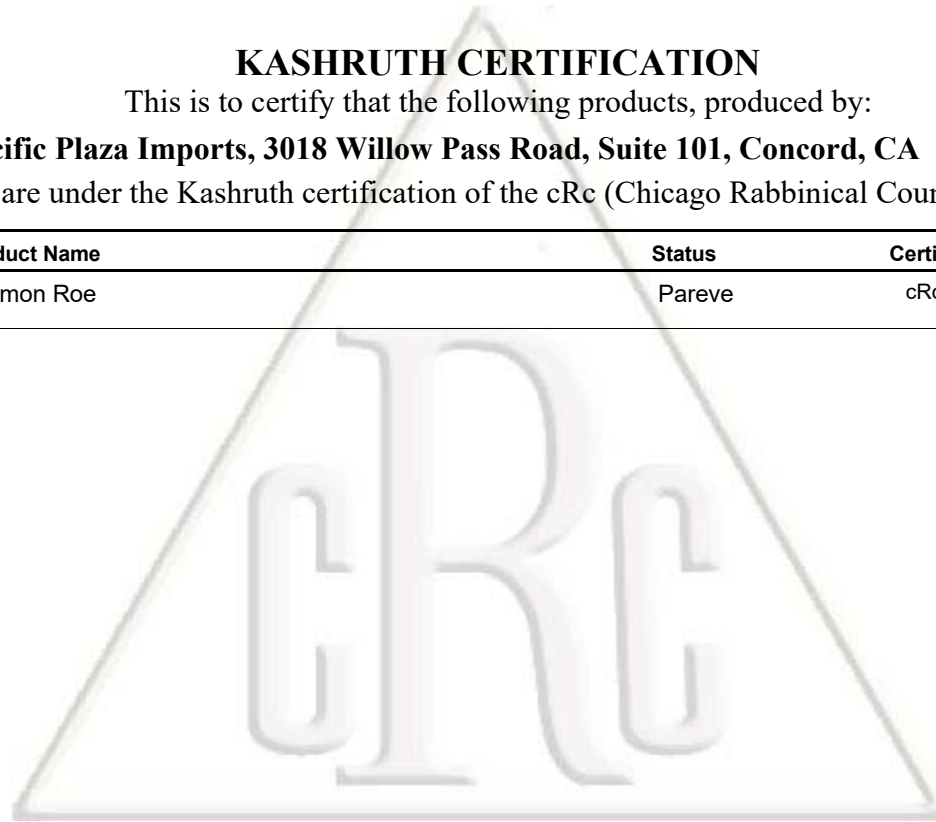 KASHRUTH CERTIFICATION
This is to certify that the following products, produced by:
cific Plaza Imports, 3018 Willow Pass Road, Suite 101, Concord, CA
are under the Kashruth certification of the cRc (Chicago Rabbinical Coun
duct Name Status Certi
mon Roe Pareve cRc
cRc